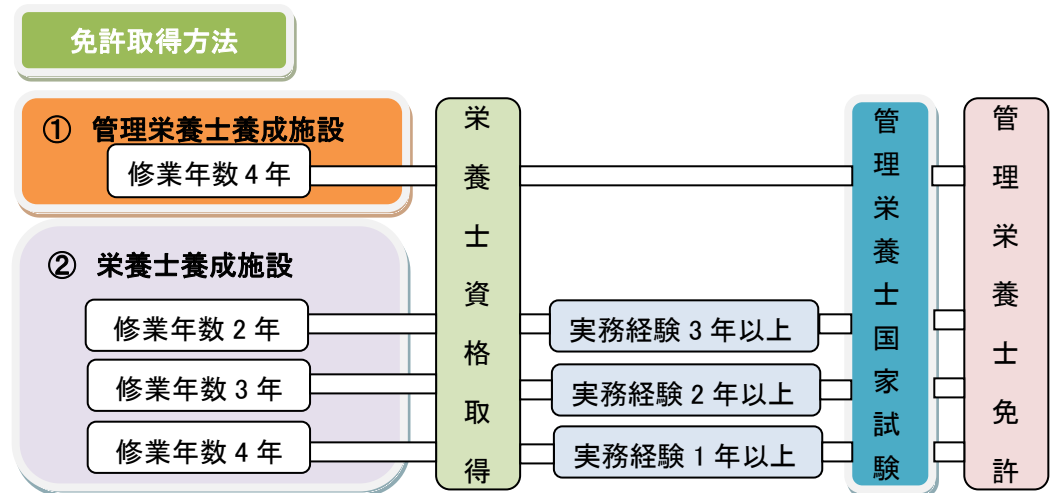 免許取得方法
① 管理栄養士養成施設
修業年数4年
② 栄養士養成施設
修業年数2年
修業年数3年
修業年数4年
栄養士資格取得
実務経験3年以上
実務経験2年以上
実務経験1年以上
管理栄養士国家試験
管理栄養士免許